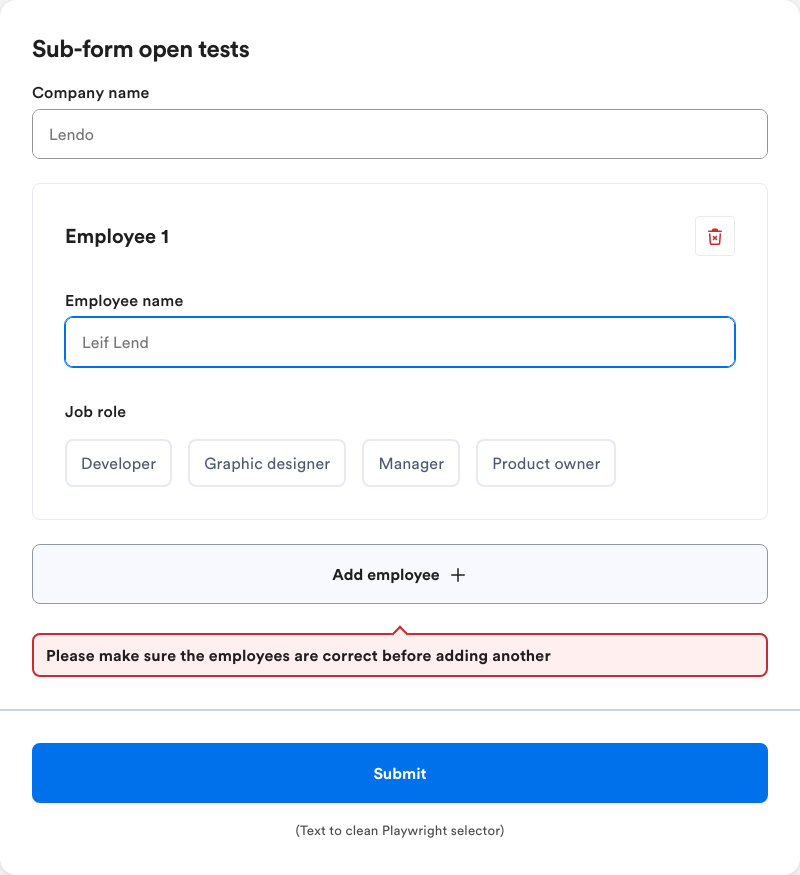 Sub-form open tests
Company name
Lendo
Employee 1
Employee name
Leif Lend
Job role
Developer
Graphic designer
Manager
Product owner
Add employee
Please make sure the employees are correct before adding another
Submit
(Text to clean Playwright selector)